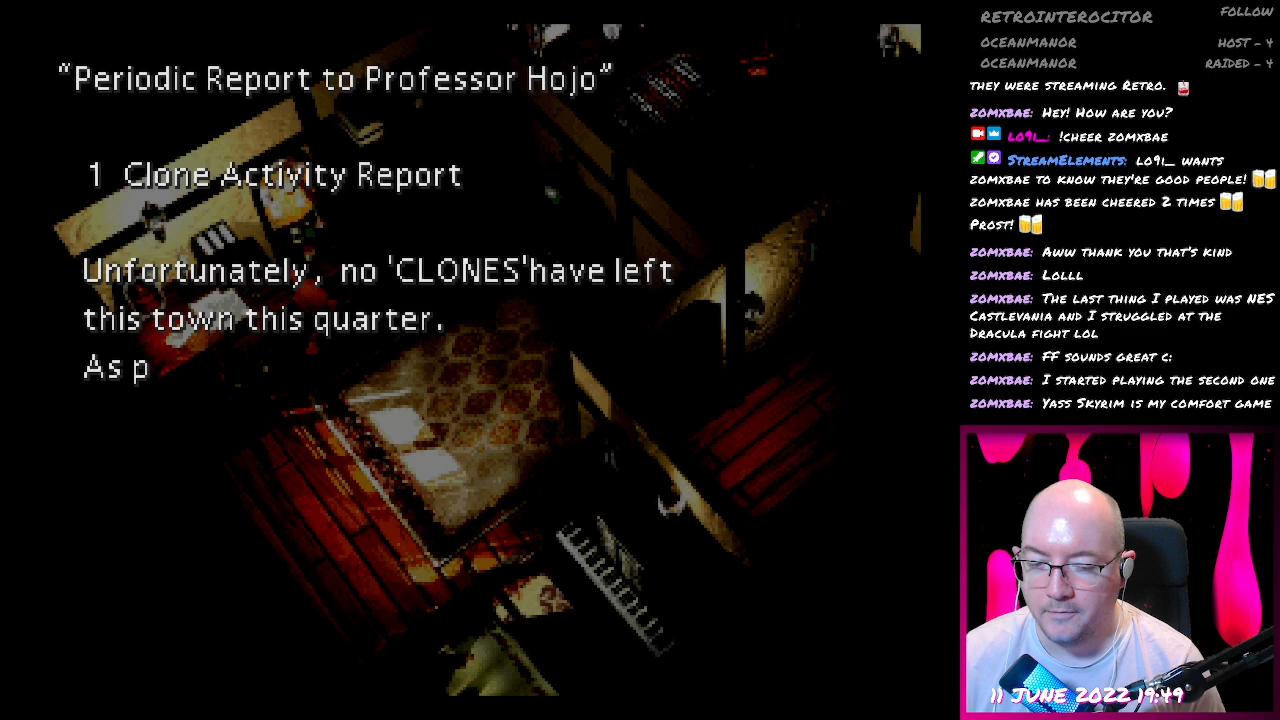 “Periodic Report to Professor Hojo”
1 Clone Activity Report
Unfortunately, no 'CLONES'have left
this town this quarter.
As p
RETROINTEROCITOR FOLLOW
OCEANMANOR HOST - 4
OCEANMANOR RAIDED - 4
THEY WERE STREAMING RETRO.
ZOMXBAE: HEY! HOW ARE YOU?
LO9I_: !CHEER ZOMXBAE
STREAMELEMENTS: LO9I_ WANTS
ZOMXBAE TO KNOW THEY'RE GOOD PEOPLE!
ZOMXBAE HAS BEEN CHEERED 2 TIMES
PROST!
ZOMXBAE: AWW THANK YOU THAT'S KIND
ZOMXBAE: LOLLL
ZOMXBAE: THE LAST THING I PLAYED WAS NES
CASTLEVANIA AND I STRUGGLED AT THE
DRACULA FIGHT LOL
ZOMXBAE: FF SOUNDS GREAT C:
ZOMXBAE: I STARTED PLAYING THE SECOND ONE
ZOMXBAE: YASS SKYRIM IS MY COMFORT GAME
11 JUNE 2022 19:49